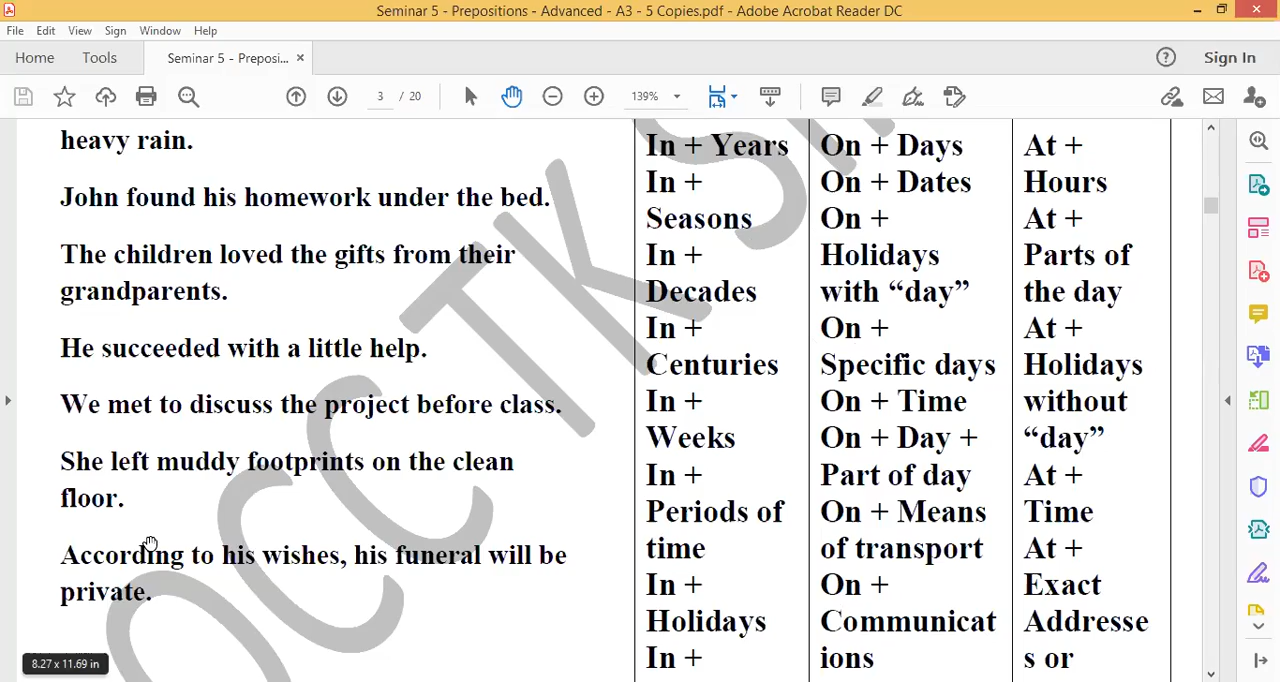 Seminar 5 - Prepositions - Advanced - A3 - 5 Copies.pdf - Adobe Acrobat Reader DC
File Edit View Sign Window Help
Home Tools Seminar 5 - Preposi... × Sign In
3 / 20 139%
heavy rain.
John found his homework under the bed.
The children loved the gifts from their
grandparents.
He succeeded with a little help.
We met to discuss the project before class.
She left muddy footprints on the clean
floor.
According to his wishes, his funeral will be
private.
In + Years
In +
Seasons
In +
Decades
In +
Centuries
In +
Weeks
In +
Periods of
time
In +
Holidays
In +
On + Days
On + Dates
On +
Holidays
with “day”
On +
Specific days
On + Time
On + Day +
Part of day
On + Means
of transport
On +
Communicat
ions
At +
Hours
At +
Parts of
the day
At +
Holidays
without
“day”
At +
Time
At +
Exact
Addresse
s or
OCC TK
8.27 x 11.69 in